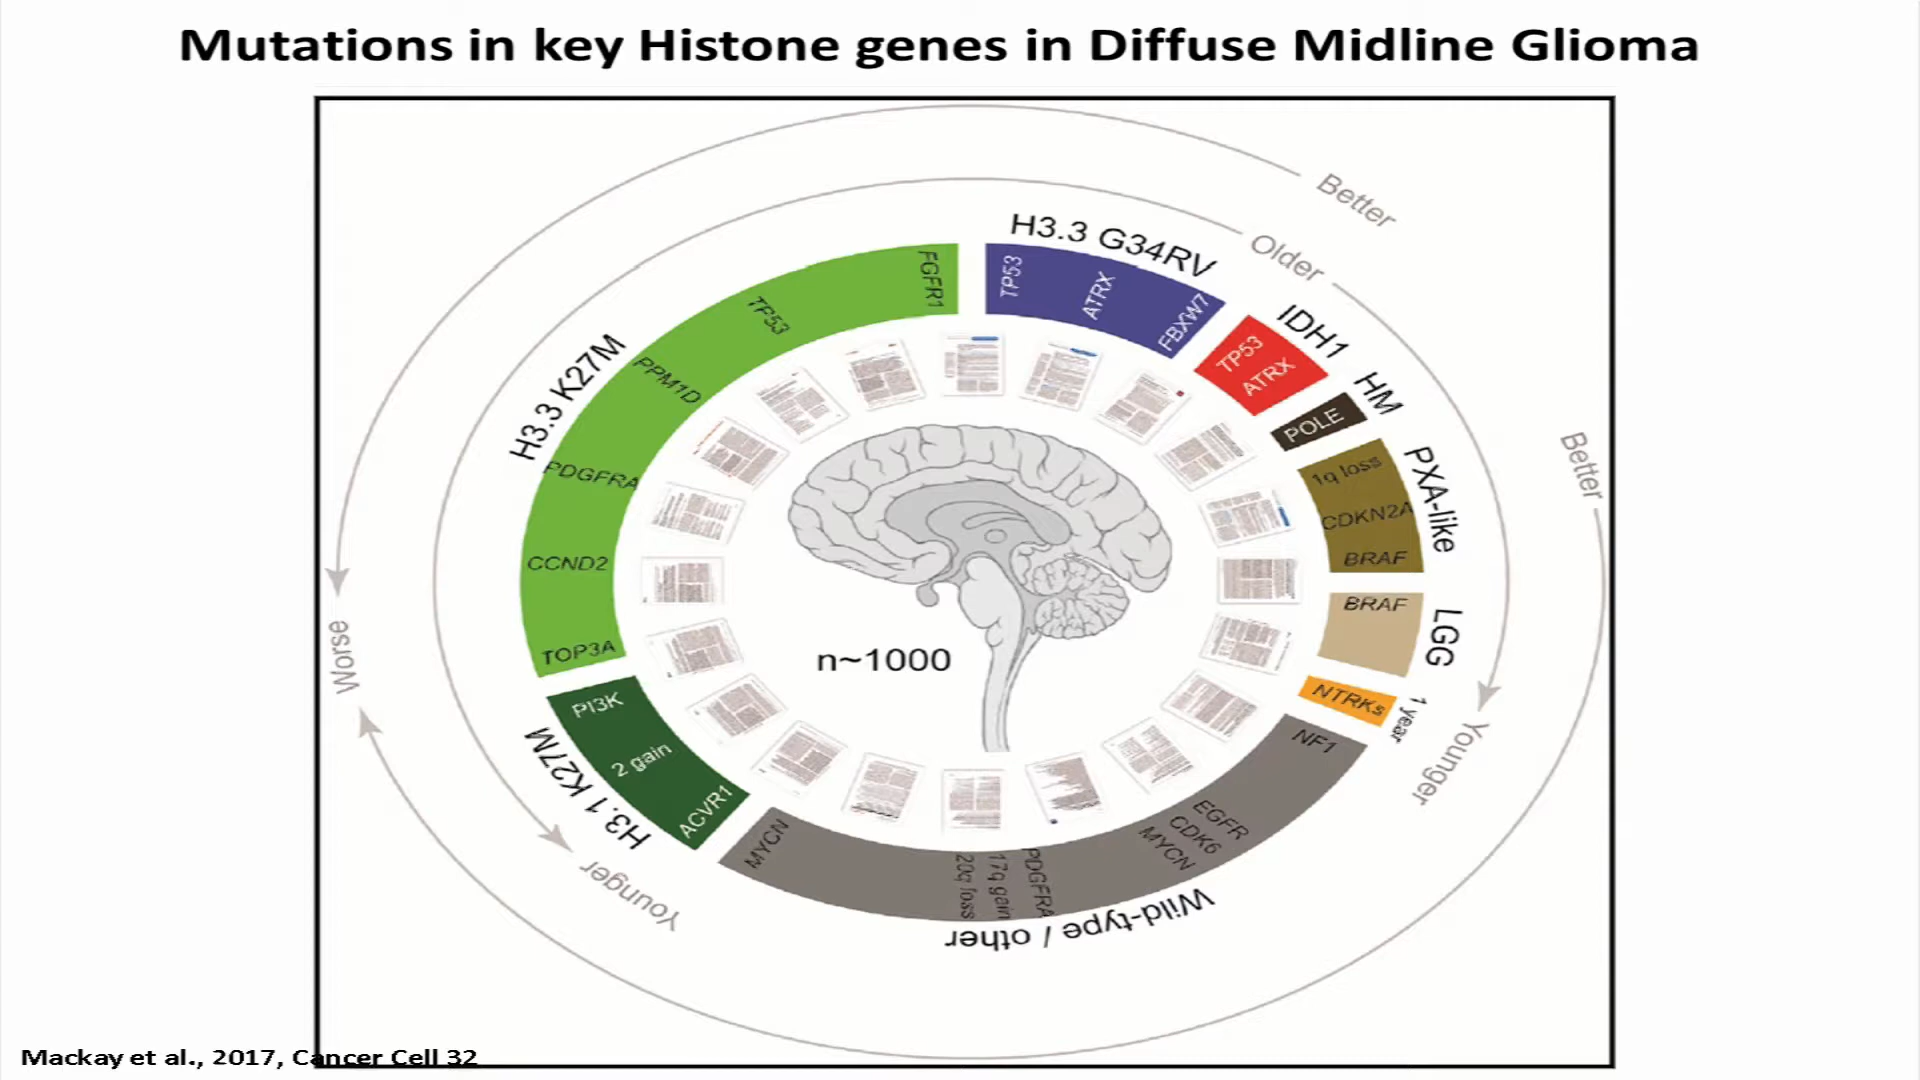 Mutations in key Histone genes in Diffuse Midline Glioma
Better
Older
H3.3 G34RV
TP53
ATRX
FBXW7
IDH1
TP53
ATRX
HM
POLE
PXA-like
1q loss
CDKN2A
BRAF
LGG
BRAF
1 year
NTRKs
Better
Younger
Wild-type / other
NF1
EGFR
CDK6
MYCN
PDGFRA
17q gain
20q loss
MYCN
H3.1 K27M
ACVR1
2 gain
PI3K
Younger
Worse
H3.3 K27M
TOP3A
CCND2
PDGFRA
PPM1D
TP53
FGFR1
n~1000
Mackay et al., 2017, Cancer Cell 32